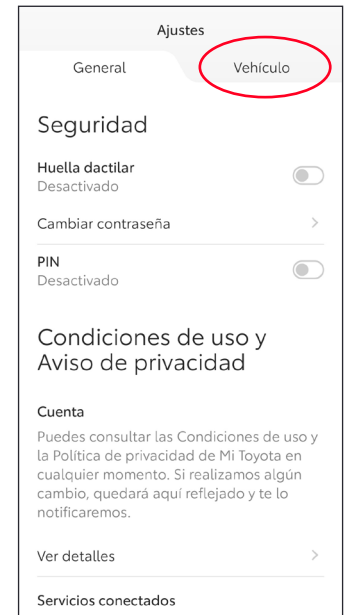 Ajustes
General
Vehículo
Seguridad
Huella dactilar
Desactivado
Cambiar contraseña
PIN
Desactivado
Condiciones de uso y
Aviso de privacidad
Cuenta
Puedes consultar las Condiciones de uso y
la Política de privacidad de Mi Toyota en
cualquier momento. Si realizamos algún
cambio, quedará aquí reflejado y te lo
notificaremos.
Ver detalles
Servicios conectados